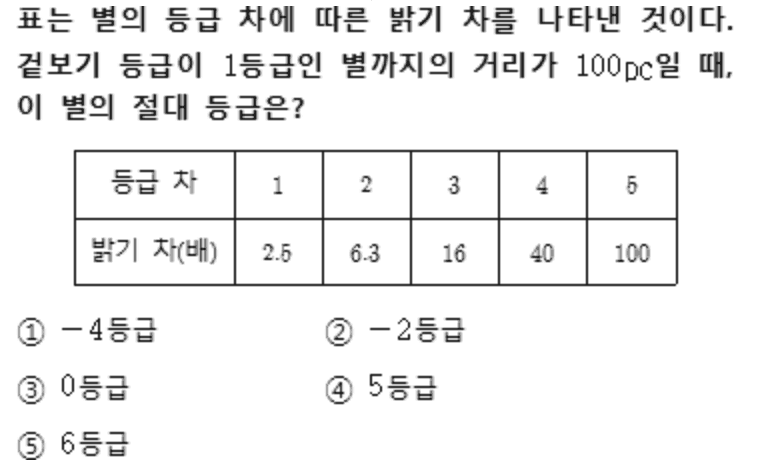 표는 별의 등급 차에 따른 밝기 차를 나타낸 것이다.
겉보기 등급이 1등급인 별까지의 거리가 100pc일 때,
이 별의 절대 등급은?
등급 차 1 2 3 4 5
밝기 차(배) 2.5 6.3 16 40 100
① -4등급 ② -2등급
③ 0등급 ④ 5등급
⑤ 6등급